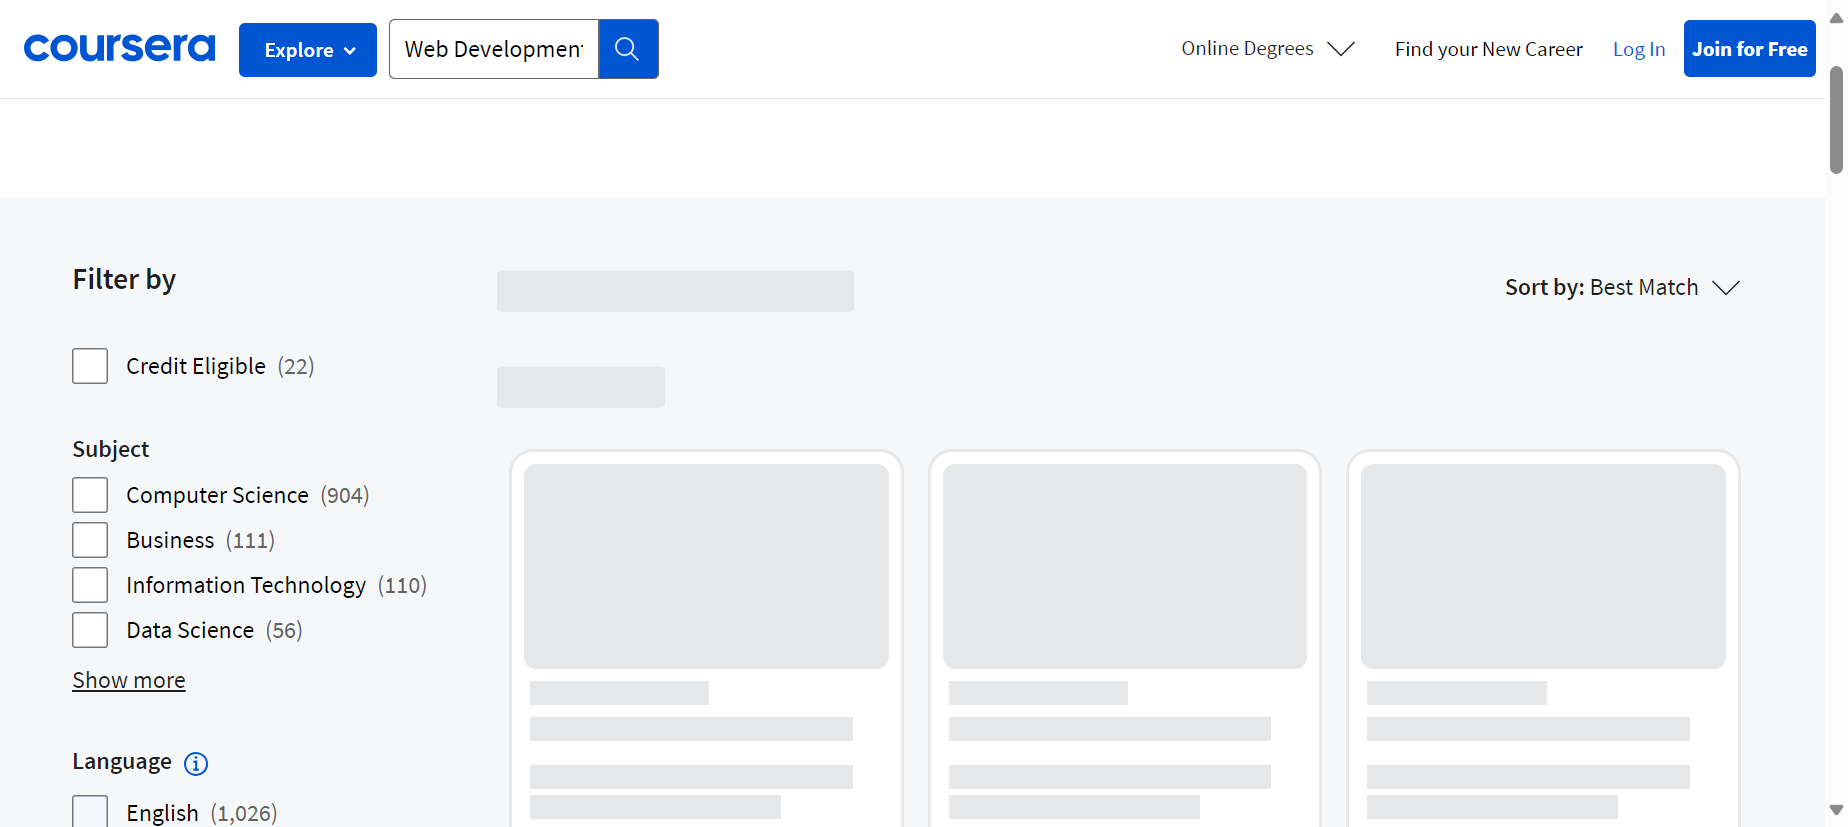 coursera
Explore
Web Development
Online Degrees
Find your New Career
Log In
Join for Free
Filter by
Sort by: Best Match
Credit Eligible (22)
Subject
Computer Science (904)
Business (111)
Information Technology (110)
Data Science (56)
Show more
Language
English (1,026)